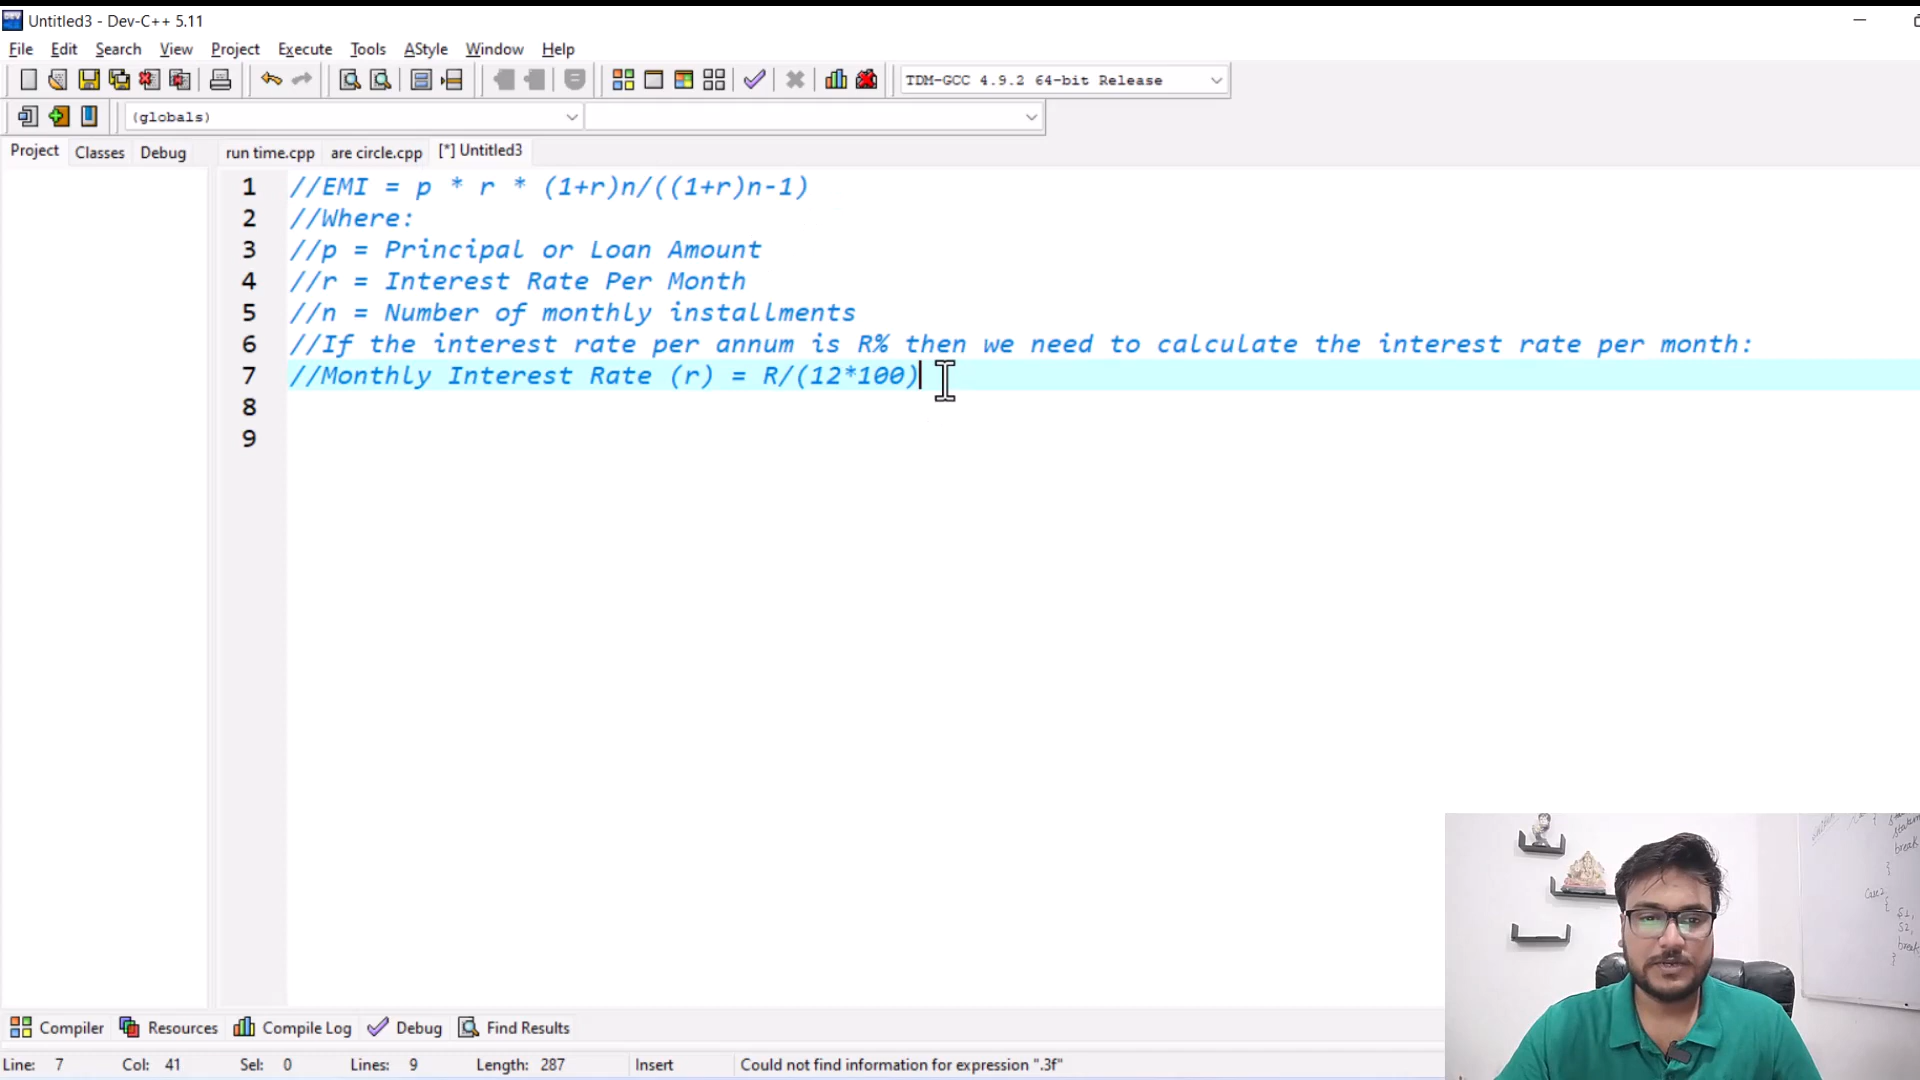 Untitled3 - Dev-C++ 5.11
File Edit Search View Project Execute Tools AStyle Window Help
TDM-GCC 4.9.2 64-bit Release
(globals)
Project Classes Debug run time.cpp are circle.cpp [*] Untitled3
1 //EMI = p * r * (1+r)n/((1+r)n-1)
2 //Where:
3 //p = Principal or Loan Amount
4 //r = Interest Rate Per Month
5 //n = Number of monthly installments
6 //If the interest rate per annum is R% then we need to calculate the interest rate per month:
7 //Monthly Interest Rate (r) = R/(12*100)
8
9
break
}
Case2
{
S1,
S2,
break
}
Compiler Resources Compile Log Debug Find Results
Line: 7 Col: 41 Sel: 0 Lines: 9 Length: 287 Insert Could not find information for expression ".3f"